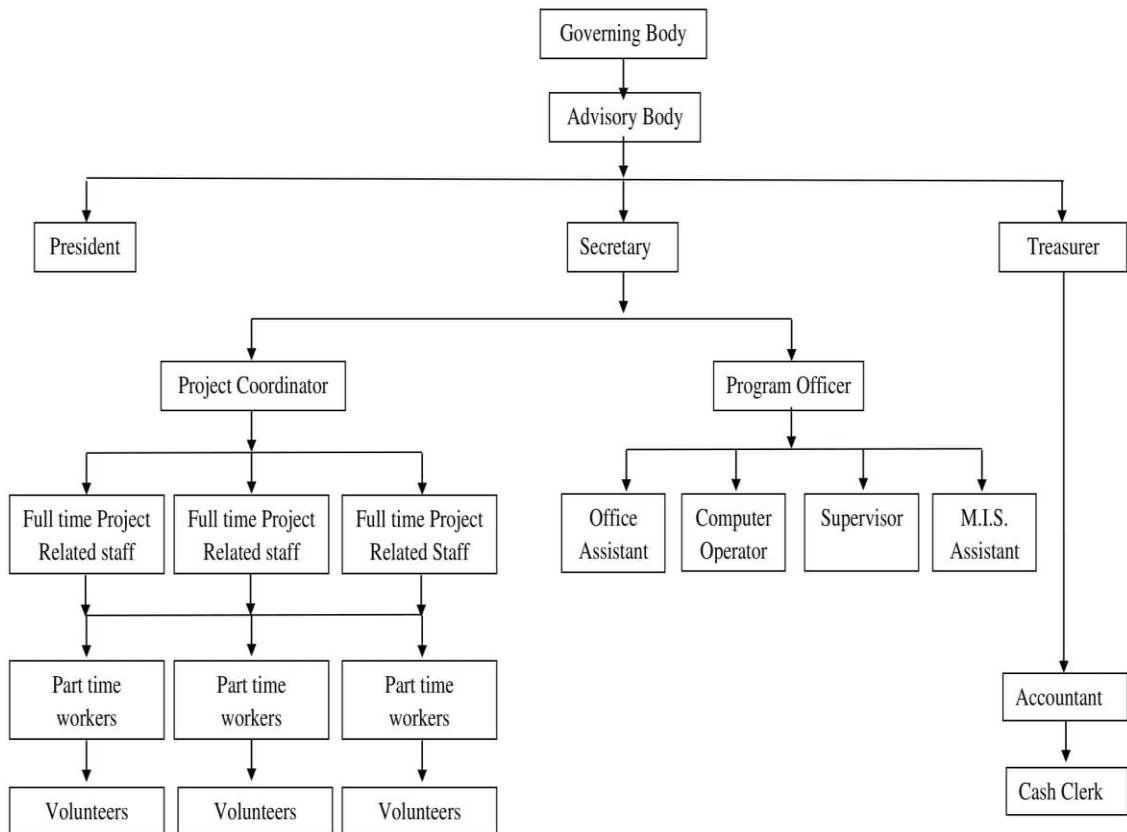 Governing Body
Advisory Body
President
Secretary
Treasurer
Project Coordinator
Program Officer
Full time Project
Related staff
Full time Project
Related staff
Full time Project
Related Staff
Office
Assistant
Computer
Operator
Supervisor
M.I.S.
Assistant
Part time
workers
Part time
workers
Part time
workers
Accountant
Volunteers
Volunteers
Volunteers
Cash Clerk